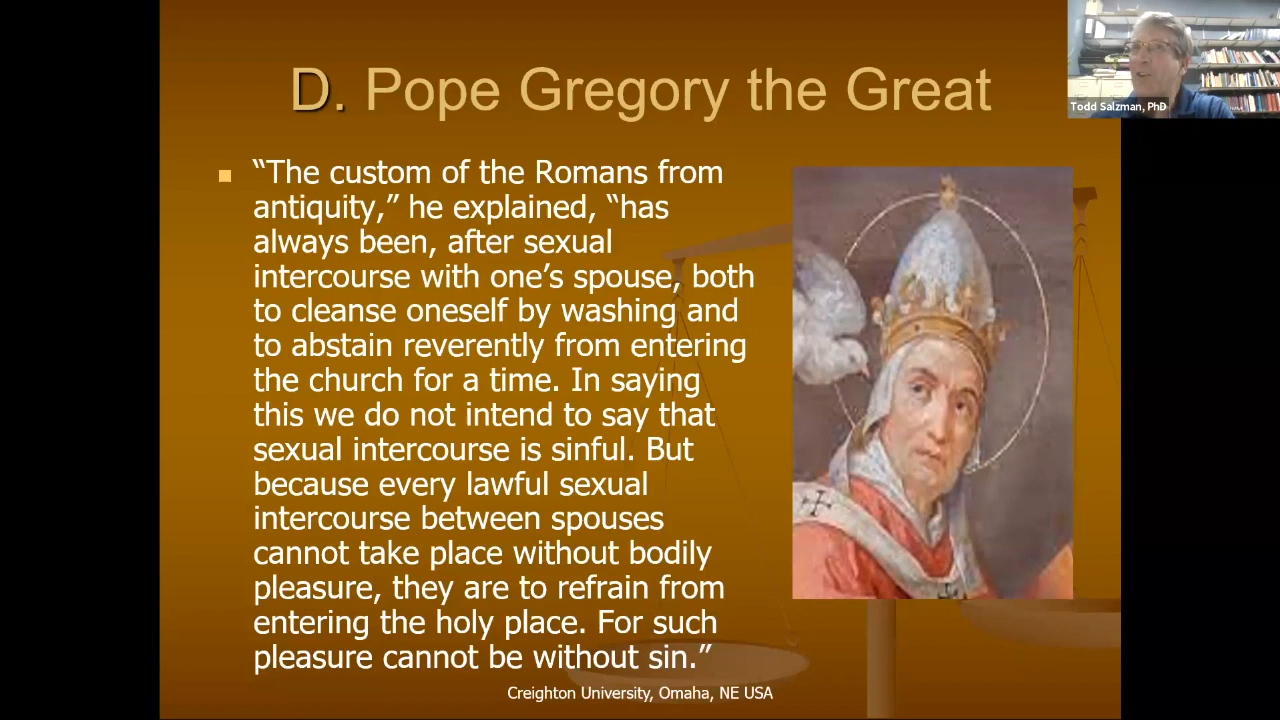 D. Pope Gregory the Great
Todd Salzman, PhD
“The custom of the Romans from
antiquity,” he explained, “has
always been, after sexual
intercourse with one’s spouse, both
to cleanse oneself by washing and
to abstain reverently from entering
the church for a time. In saying
this we do not intend to say that
sexual intercourse is sinful. But
because every lawful sexual
intercourse between spouses
cannot take place without bodily
pleasure, they are to refrain from
entering the holy place. For such
pleasure cannot be without sin.”
Creighton University, Omaha, NE USA